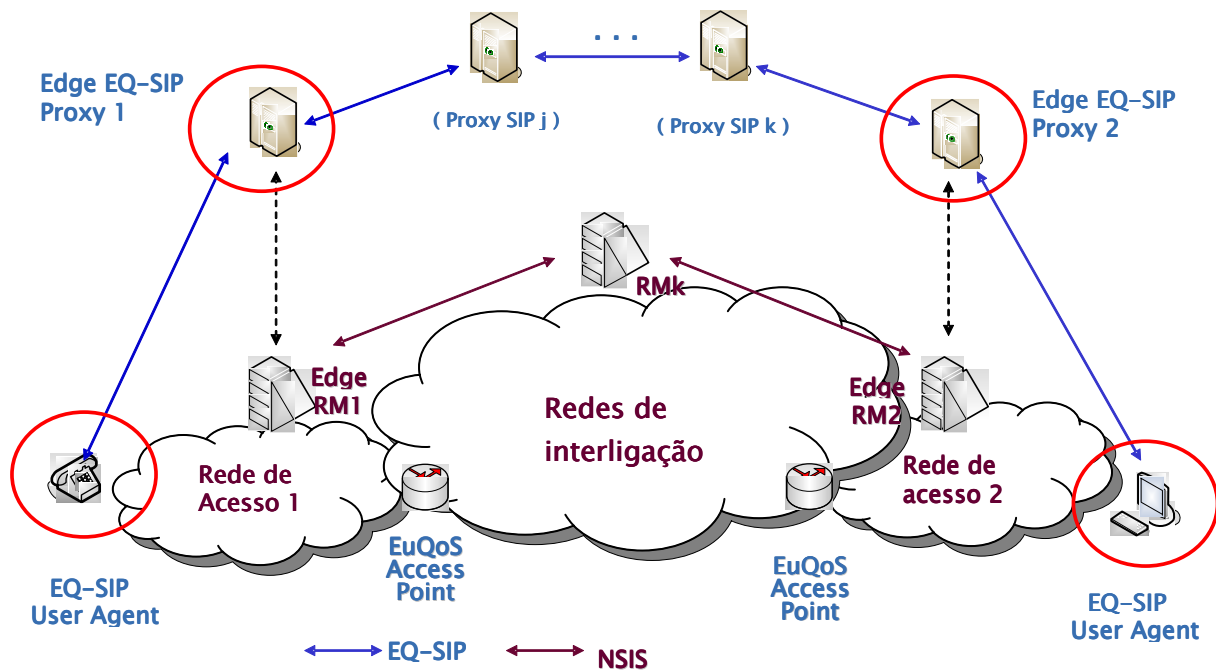 . . .
Edge EQ-SIP
Proxy 1
( Proxy SIP j )
( Proxy SIP k )
Edge EQ-SIP
Proxy 2
RMk
Edge
RM1
Edge
RM2
Redes de
interligação
Rede de
Acesso 1
Rede de
acesso 2
EuQoS
Access
Point
EuQoS
Access
Point
EQ-SIP
User Agent
EQ-SIP
User Agent
EQ-SIP
NSIS